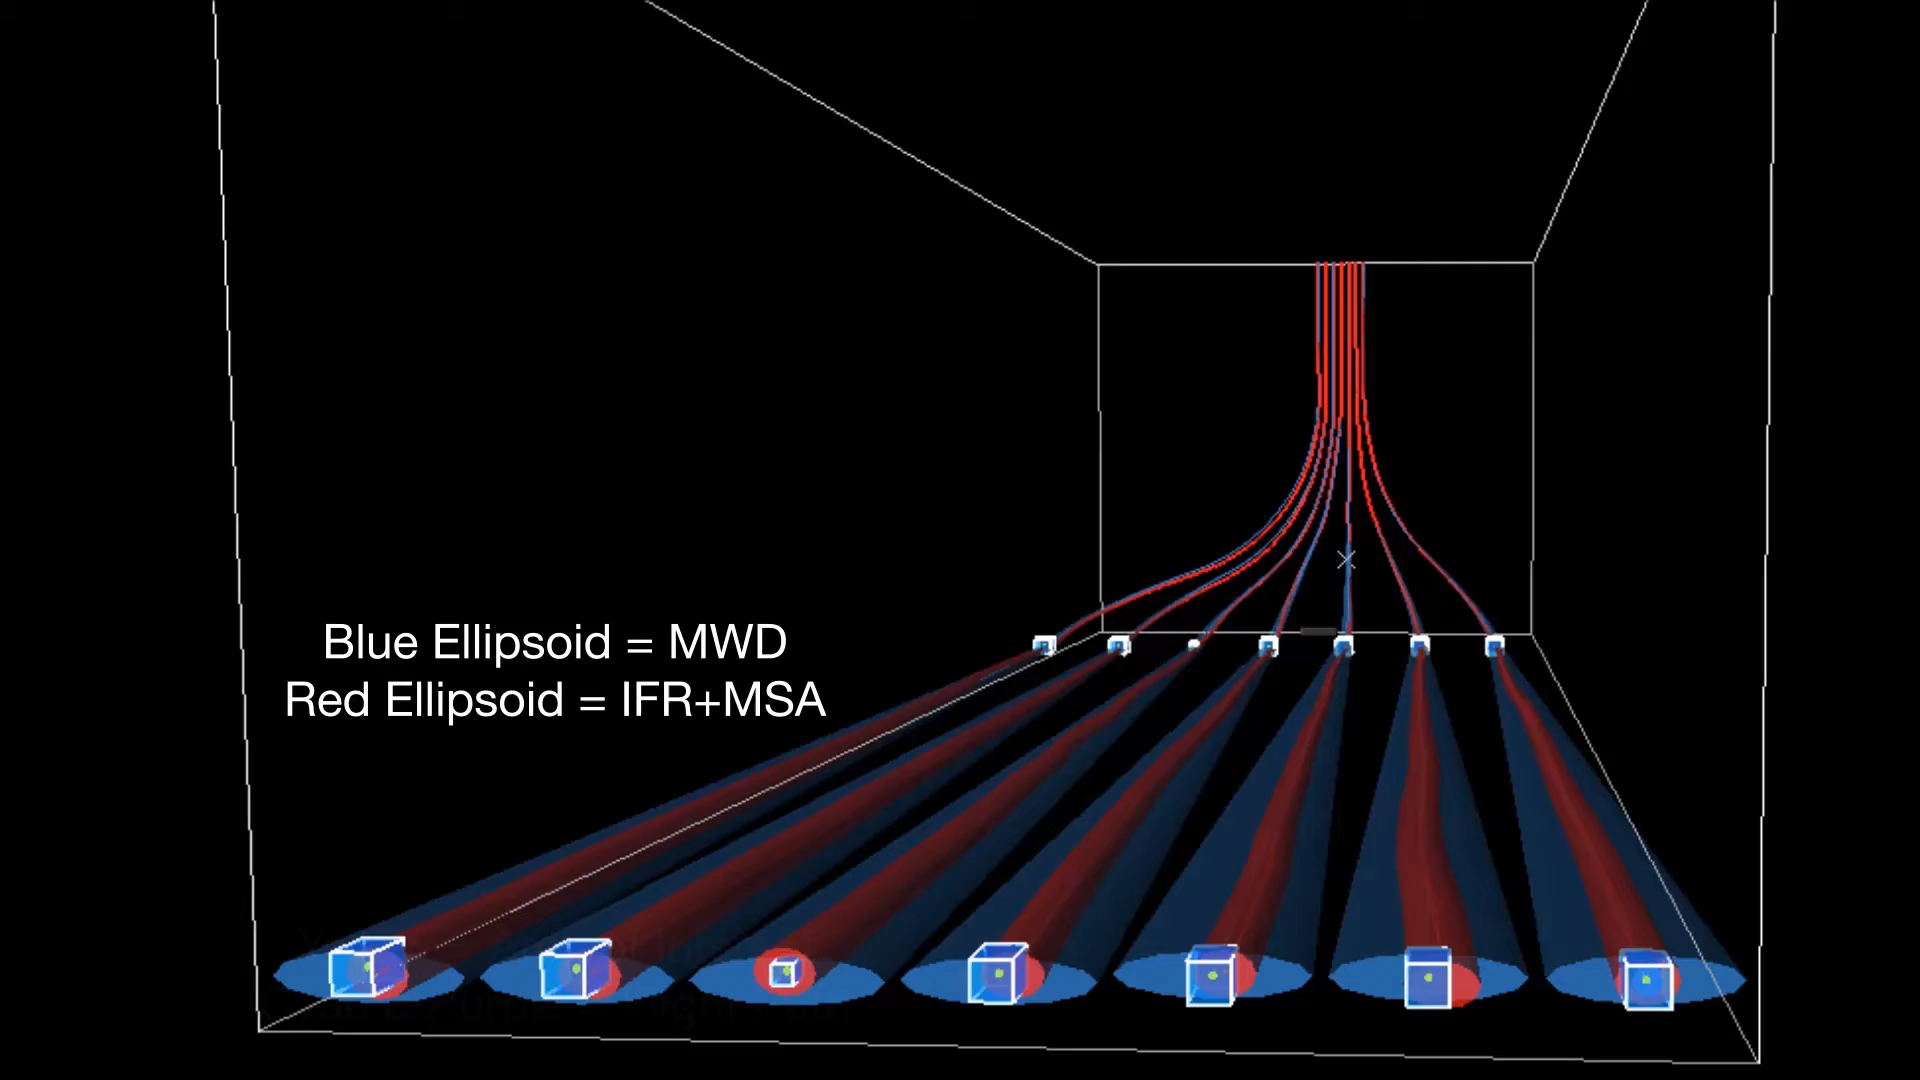 Blue Ellipsoid = MWD
Red Ellipsoid = IFR+MSA